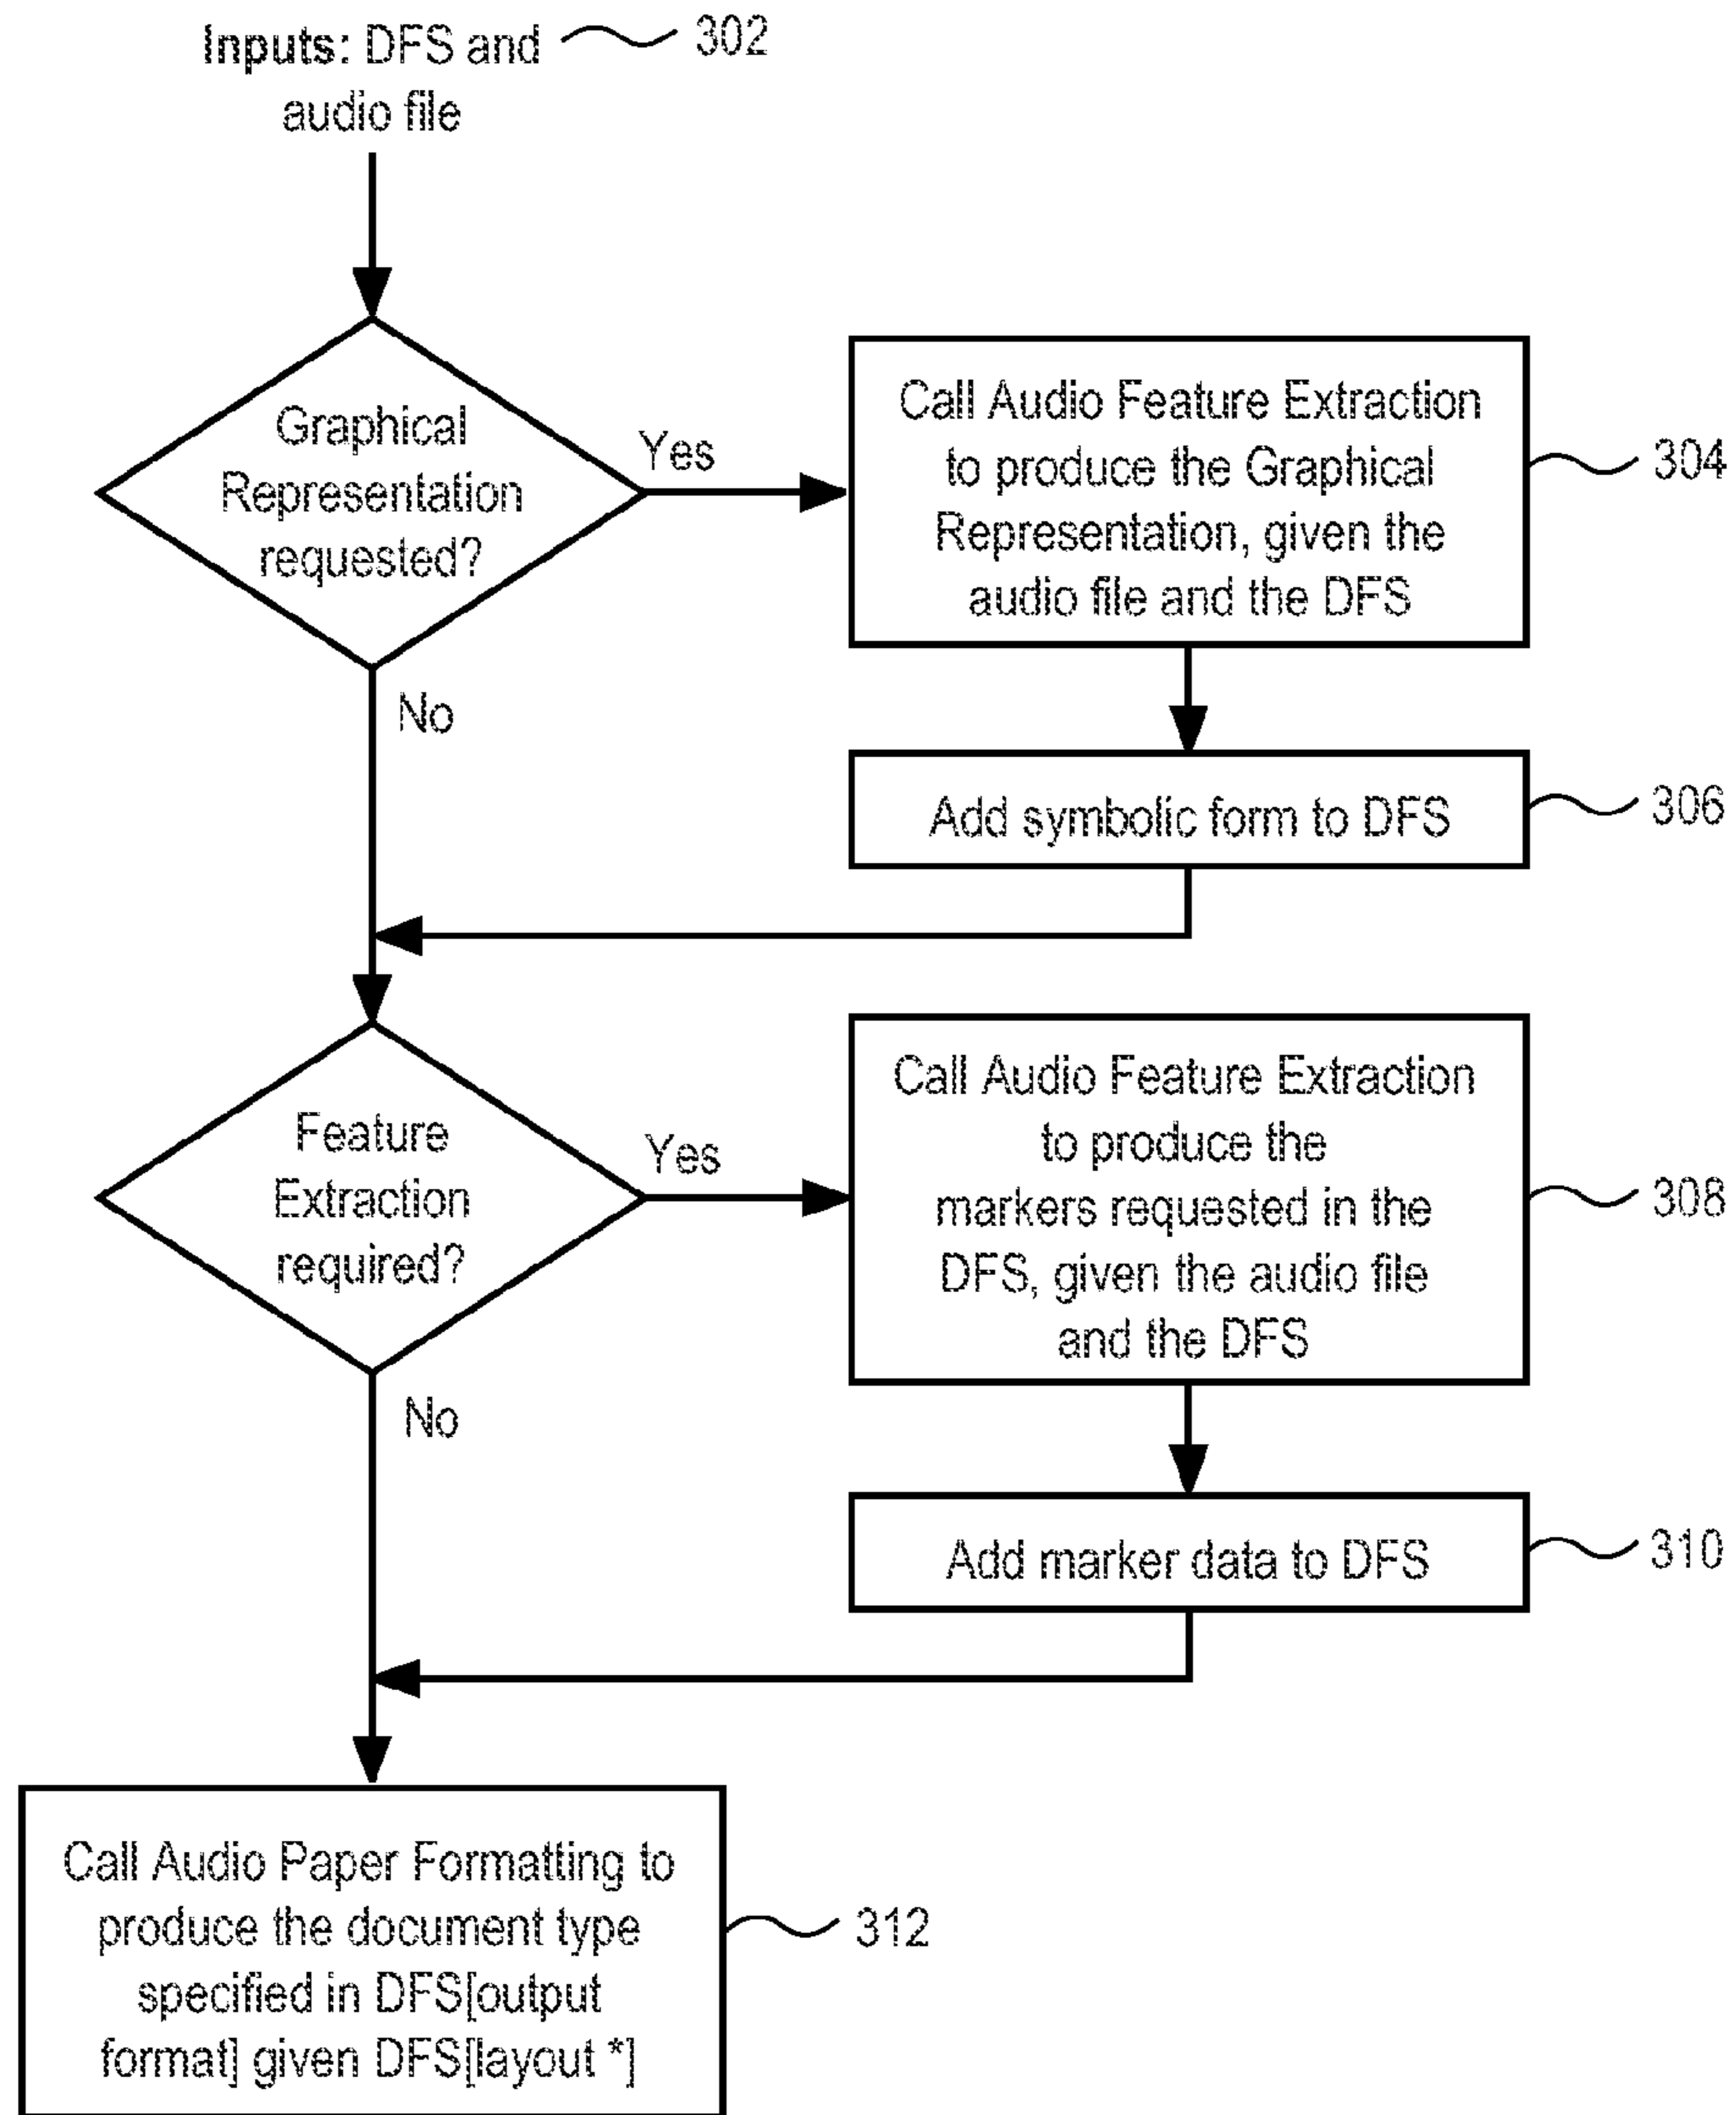 Inputs: DFS and
audio file
302
Graphical
Representation
requested?
Yes
Call Audio Feature Extraction
to produce the Graphical
Representation, given the
audio file and the DFS
304
No
Add symbolic form to DFS
306
Feature
Extraction
required?
Yes
Call Audio Feature Extraction
to produce the
markers requested in the
DFS, given the audio file
and the DFS
308
No
Add marker data to DFS
310
Call Audio Paper Formatting to
produce the document type
specified in DFS[output
format] given DFS[layout *]
312